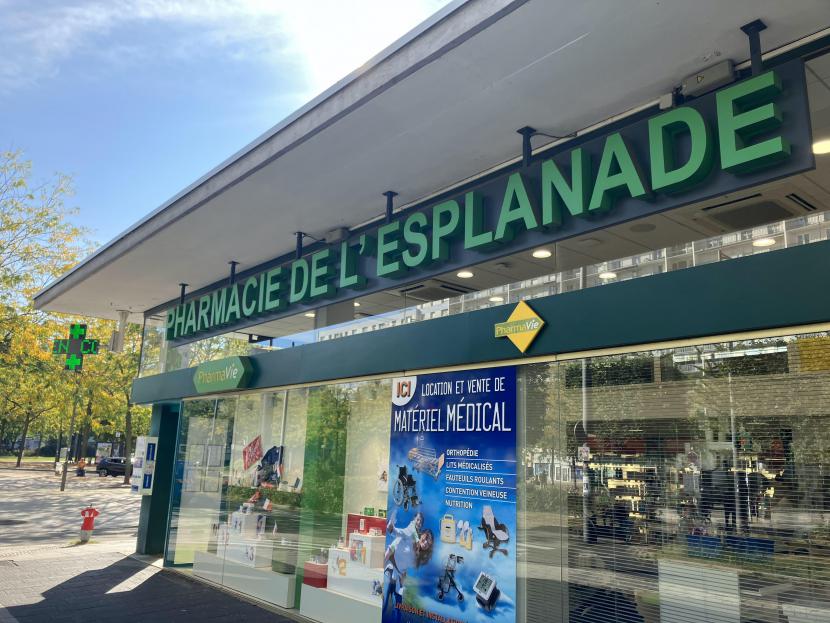 PHARMACIE DE L'ESPLANADE
PharmaVie
PharmaVie
ICI
LOCATION ET VENTE DE
MATÉRIEL MÉDICAL
ORTHOPÉDIE
LITS MÉDICALISÉS
FAUTEUILS ROULANTS
CONTENTION VEINEUSE
NUTRITION